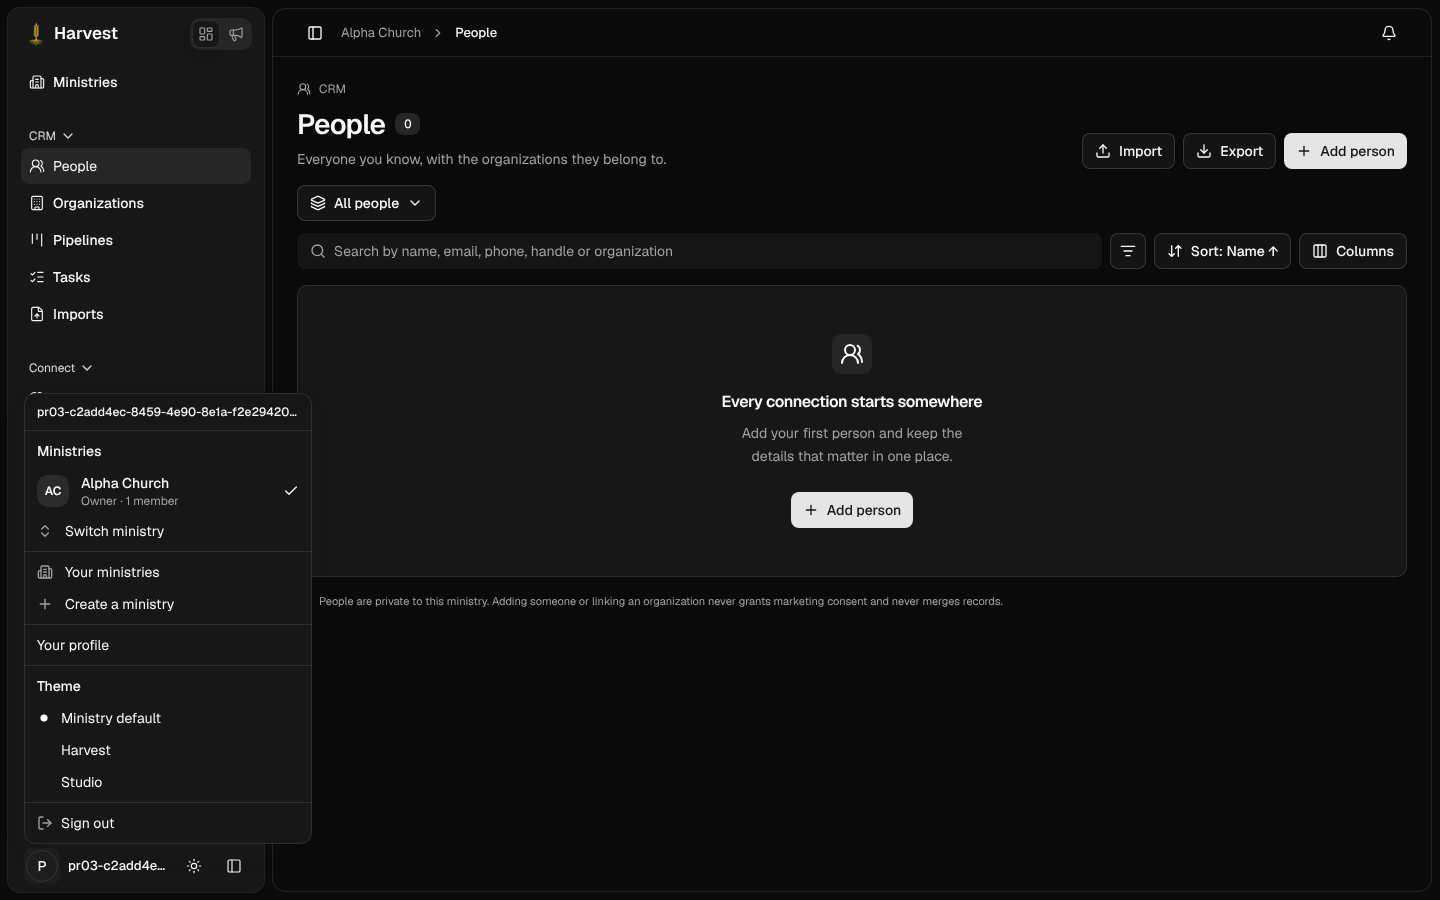 Harvest
Ministries
CRM
People
Organizations
Pipelines
Tasks
Imports
Connect
pr03-c2add4ec-8459-4e90-8e1a-f2e29420...
Ministries
AC
Alpha Church
Owner · 1 member
Switch ministry
Your ministries
Create a ministry
Your profile
Theme
Ministry default
Harvest
Studio
Sign out
P
pr03-c2add4e...
Alpha Church > People
CRM
People 0
Everyone you know, with the organizations they belong to.
Import
Export
Add person
All people
Search by name, email, phone, handle or organization
Sort: Name ↑
Columns
Every connection starts somewhere
Add your first person and keep the
details that matter in one place.
Add person
People are private to this ministry. Adding someone or linking an organization never grants marketing consent and never merges records.